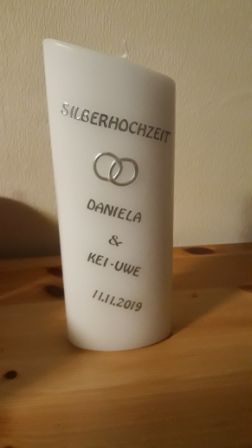 SILBERHOCHZEIT
DANIELA
&
KEI-UWE
11.11.2019